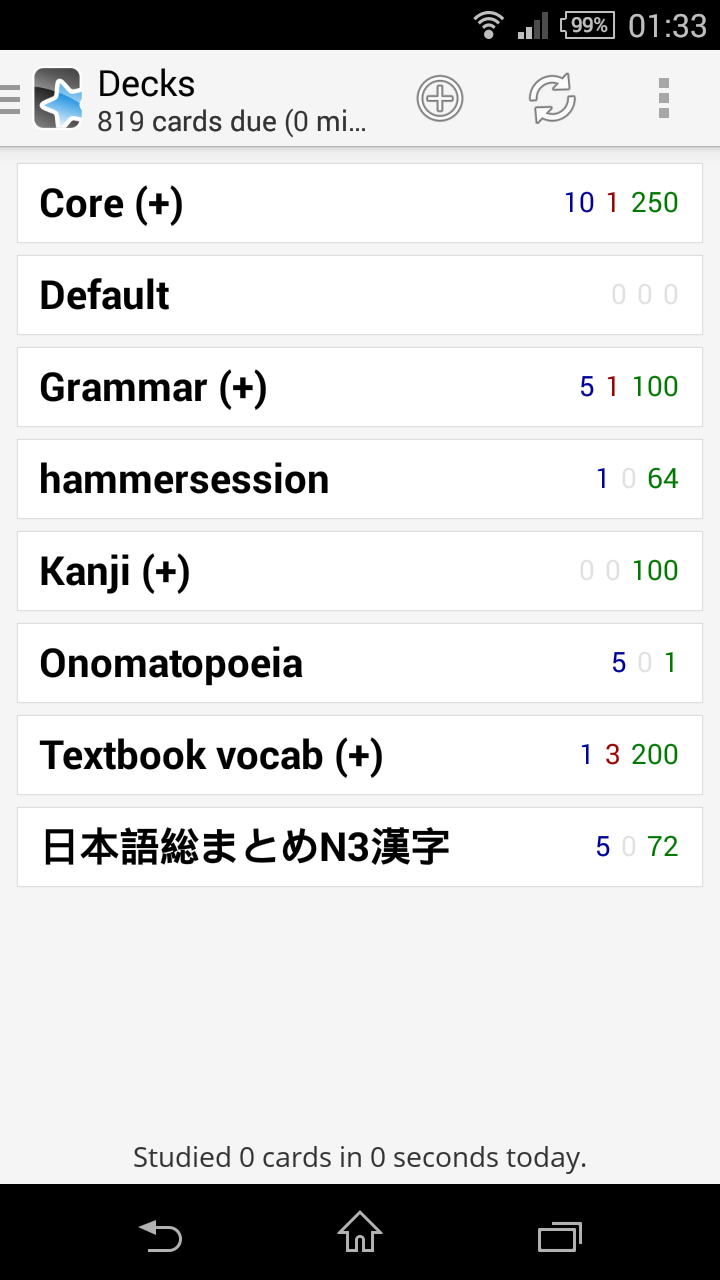 99% 01:33
Decks
819 cards due (0 mi...
Core (+) 10 1 250
Default 0 0 0
Grammar (+) 5 1 100
hammersession 1 0 64
Kanji (+) 0 0 100
Onomatopoeia 5 0 1
Textbook vocab (+) 1 3 200
日本語総まとめN3漢字 5 0 72
Studied 0 cards in 0 seconds today.